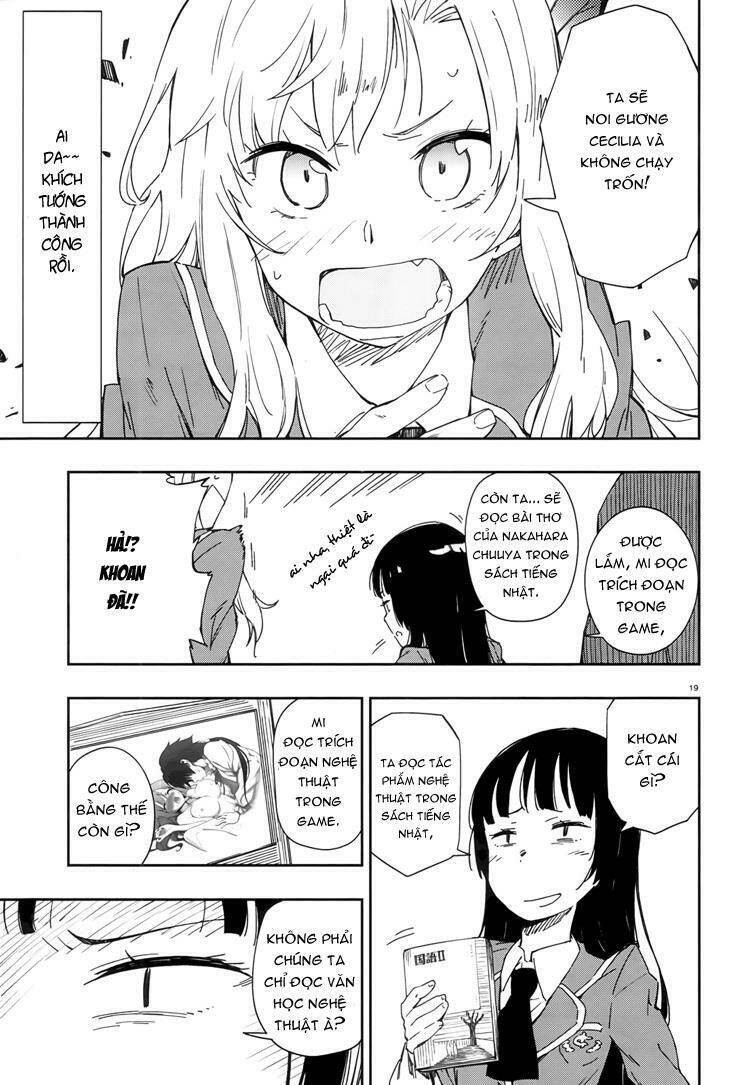 TA SẼ
NOI GƯƠNG
CECILIA VÀ
KHÔNG CHẠY
TRỐN!
AI
DA~~
KHÍCH
TƯỚNG
THÀNH
CÔNG
RỒI.
ĐƯỢC
LẮM, MI ĐỌC
TRÍCH ĐOẠN
TRONG
GAME,
CÒN TA... SẼ
ĐỌC BÀI THƠ
CỦA NAKAHARA
CHUUYA TRONG
SÁCH TIẾNG
NHẬT.
ai nha, thiệt là
ngại quá đi~
HẢ!?
KHOAN
ĐÃ!!
19
KHOAN
CẮT CÁI
GÌ?
TA ĐỌC TÁC
PHẨM NGHỆ
THUẬT TRONG
SÁCH TIẾNG
NHẬT,
国語II
MI
ĐỌC TRÍCH
ĐOẠN NGHỆ
THUẬT TRONG
GAME.
CÔNG
BẰNG THẾ
CÒN GÌ?
KHÔNG PHẢI
CHÚNG TA
CHỈ ĐỌC VĂN
HỌC NGHỆ
THUẬT À?